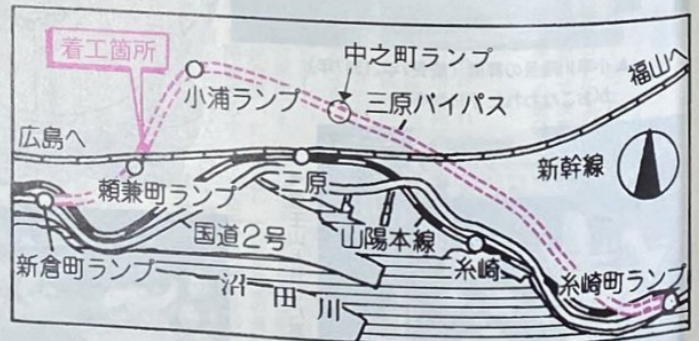 着工箇所
中之町ランプ
福山へ
小浦ランプ
三原バイパス
広島へ
新幹線
頼兼町ランプ
三原
国道2号
山陽本線
新倉町ランプ
糸崎
糸崎町ランプ
沼田川